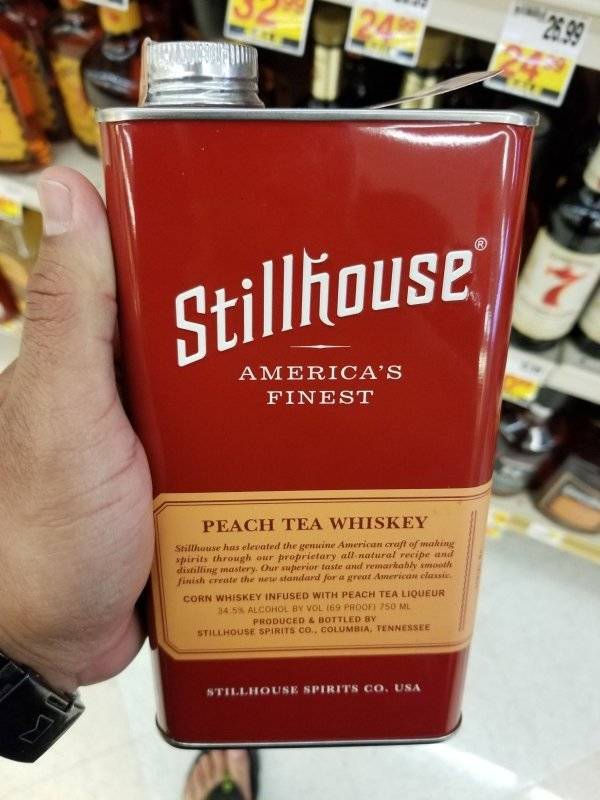 32.99
24.99
26.99
24
Stillhouse®
AMERICA'S
FINEST
7
PEACH TEA WHISKEY
Stillhouse has elevated the genuine American craft of making
spirits through our proprietary all-natural recipe and
distilling mastery. Our superior taste and remarkably smooth
finish create the new standard for a great American classic.
CORN WHISKEY INFUSED WITH PEACH TEA LIQUEUR
34.5% ALCOHOL BY VOL (69 PROOF) 750 ML
PRODUCED & BOTTLED BY
STILLHOUSE SPIRITS CO., COLUMBIA, TENNESSEE
STILLHOUSE SPIRITS CO. USA